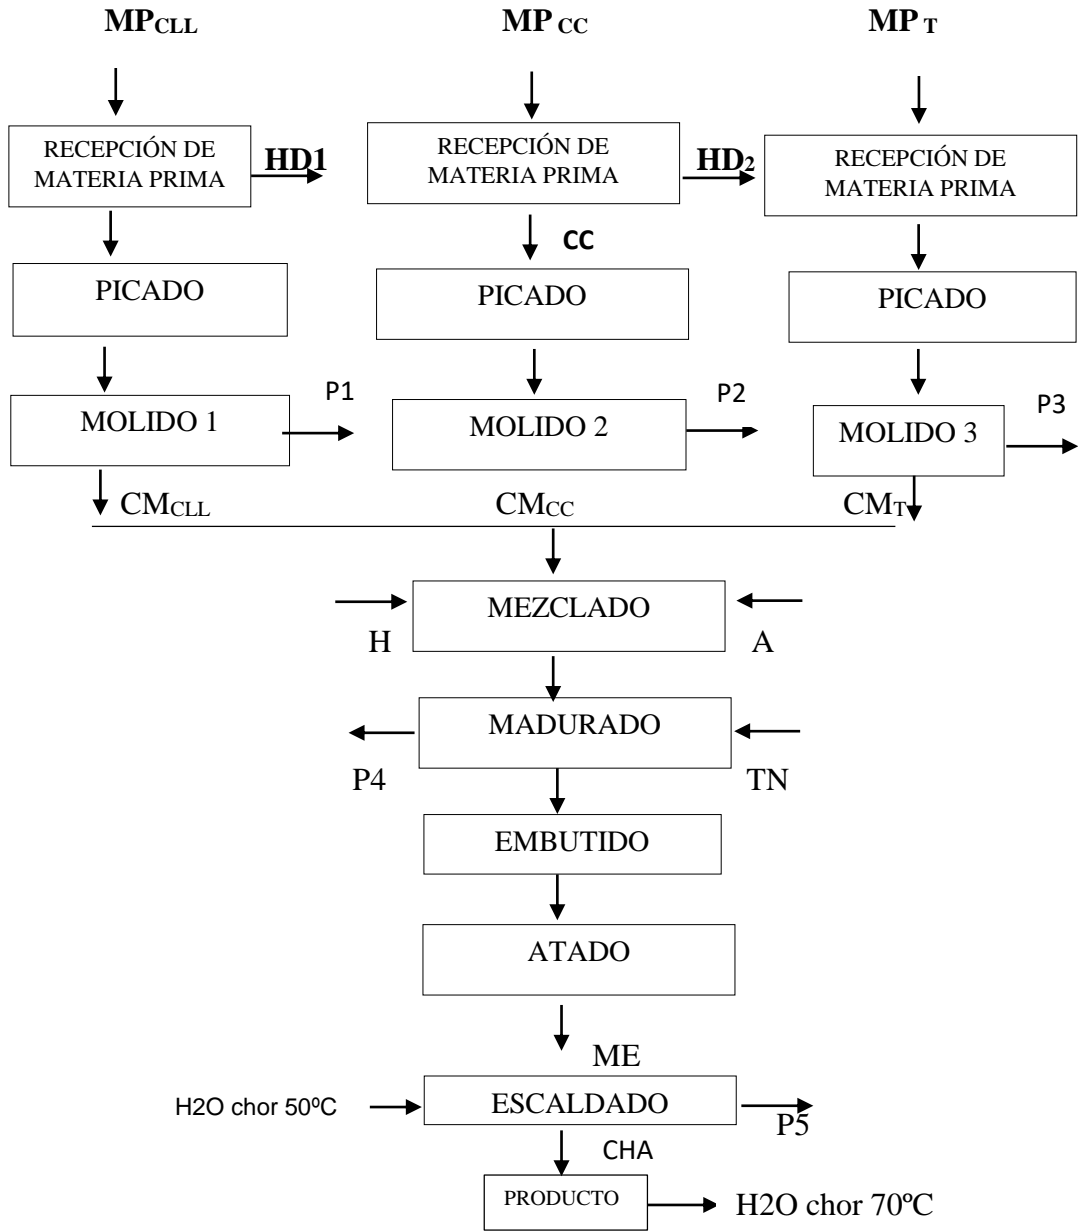 MPCLL MP CC MP T
RECEPCIÓN DE
MATERIA PRIMA
HD1
RECEPCIÓN DE
MATERIA PRIMA
HD2
RECEPCIÓN DE
MATERIA PRIMA
CC
PICADO
PICADO
PICADO
P1
P2
P3
MOLIDO 1
MOLIDO 2
MOLIDO 3
CMCLL CMCC CMT
MEZCLADO
H A
MADURADO
P4 TN
EMBUTIDO
ATADO
ME
H2O chor 50ºC
ESCALDADO
P5
CHA
PRODUCTO
H2O chor 70ºC